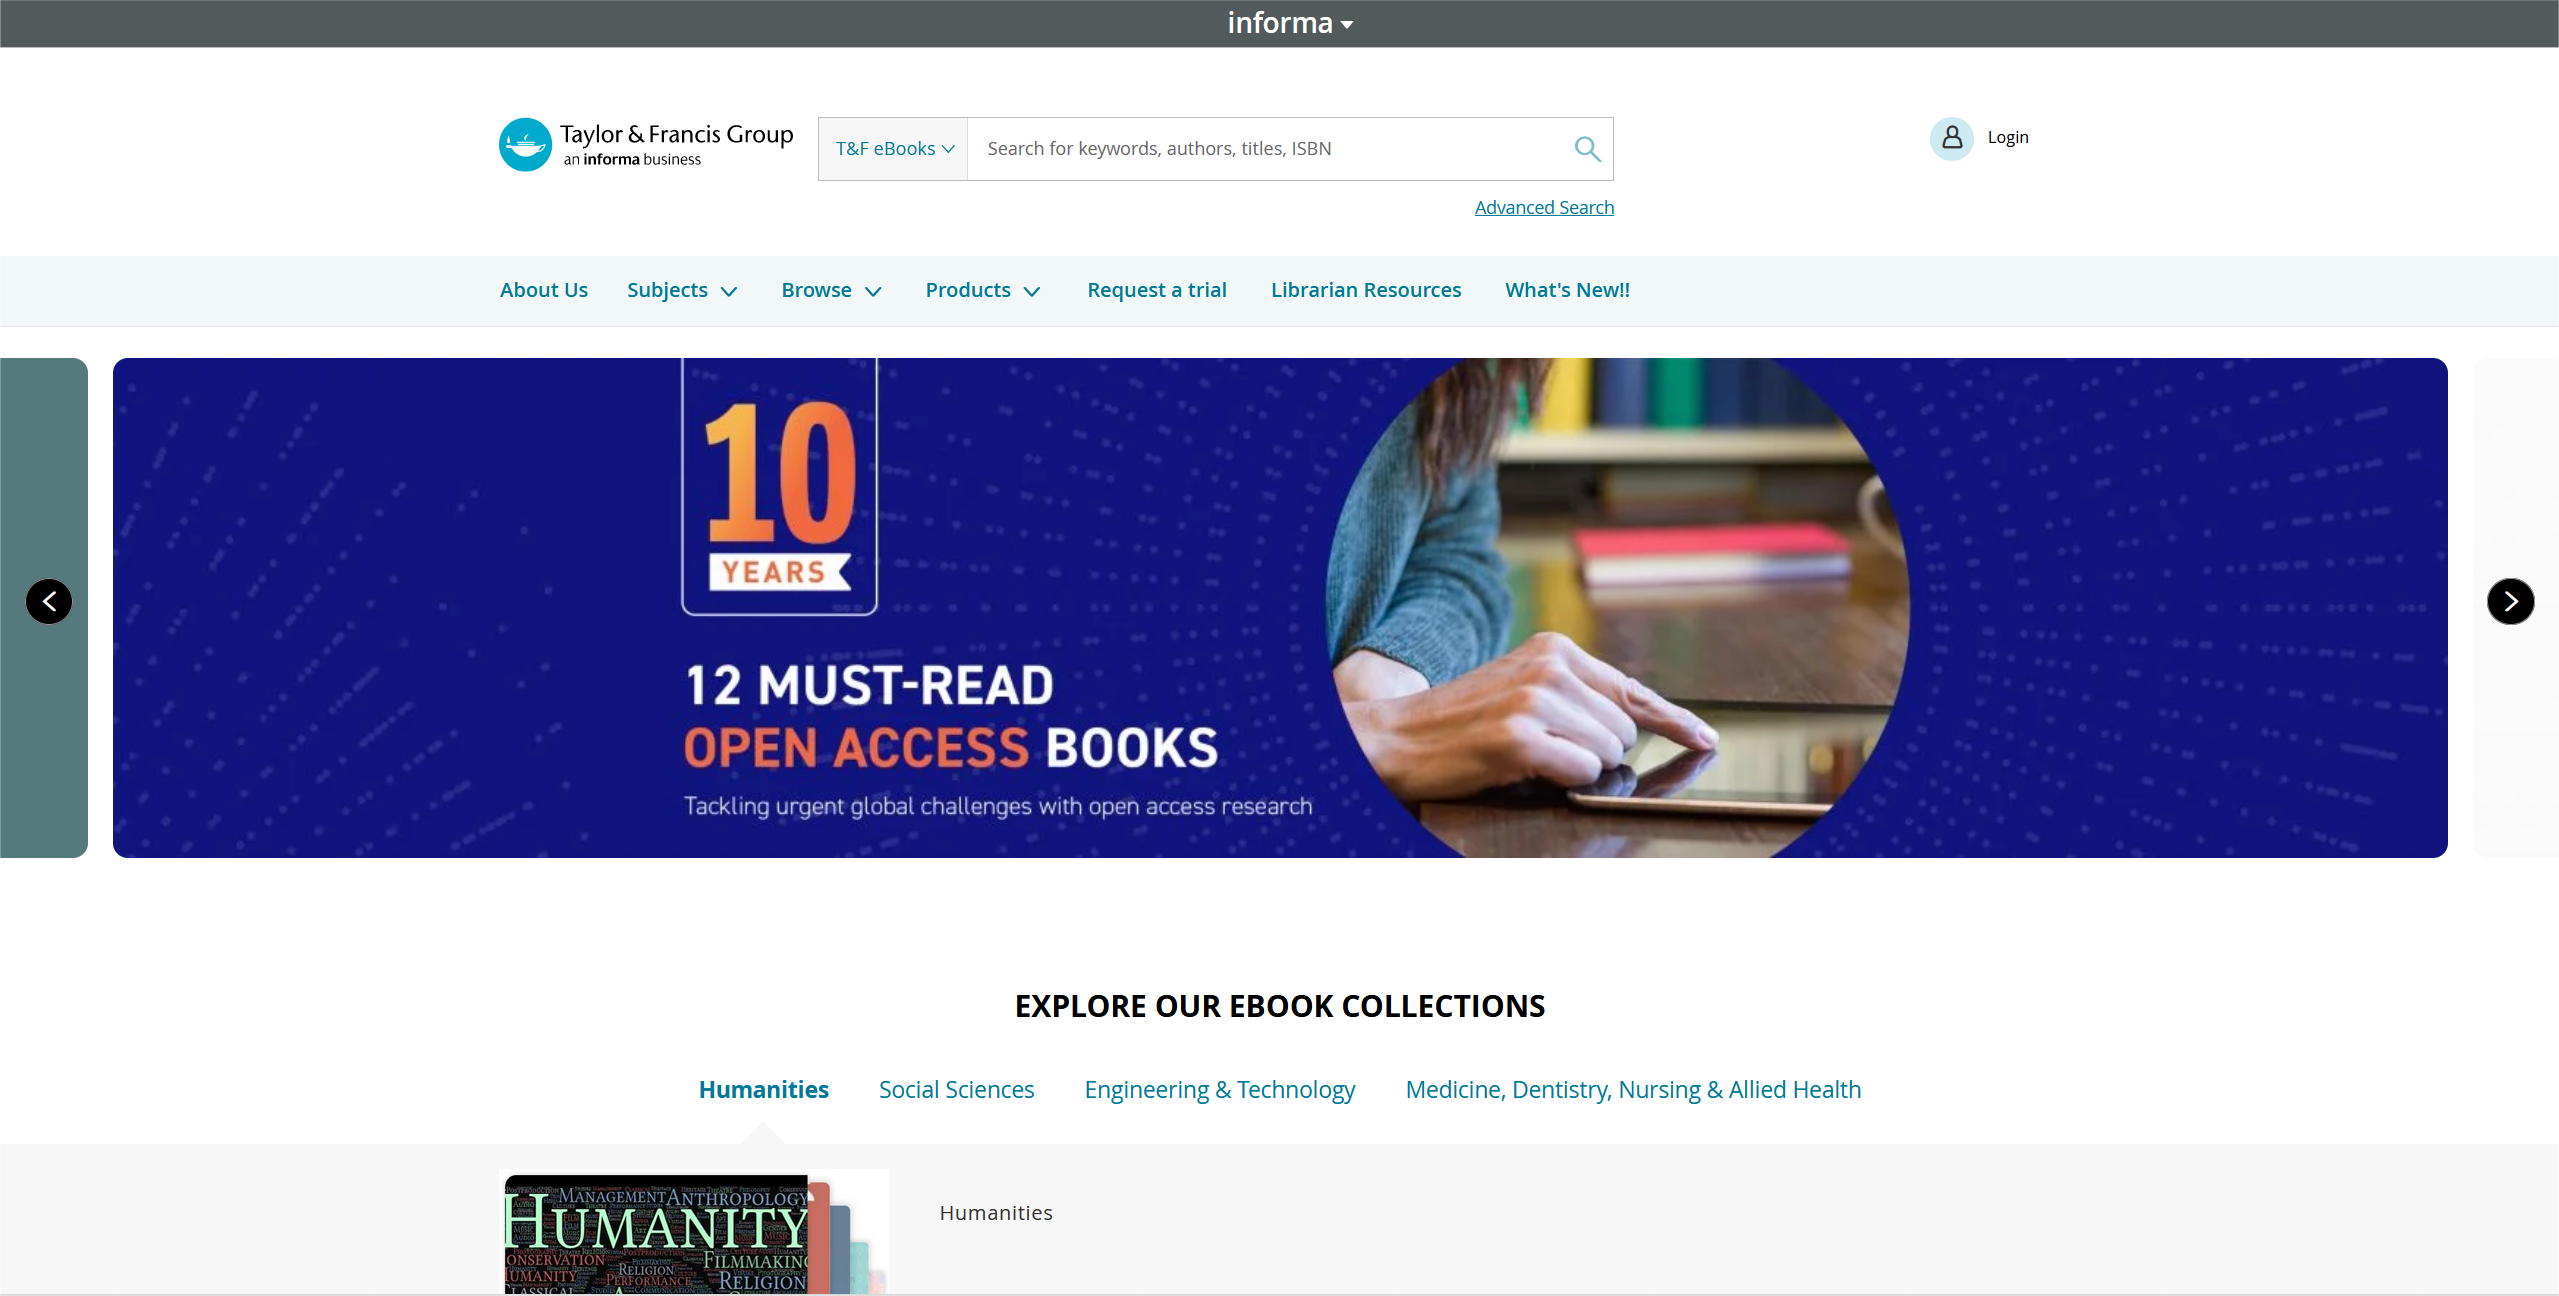 informa
Taylor & Francis Group
an informa business
T&F eBooks
Search for keywords, authors, titles, ISBN
Login
Advanced Search
About Us
Subjects
Browse
Products
Request a trial
Librarian Resources
What's New!!
10
YEARS
12 MUST-READ
OPEN ACCESS BOOKS
Tackling urgent global challenges with open access research
EXPLORE OUR EBOOK COLLECTIONS
Humanities
Social Sciences
Engineering & Technology
Medicine, Dentistry, Nursing & Allied Health
MANAGEMENT ANTHROPOLOGY
HUMANITY
FILMMAKING
RELIGION
PERFORMANCE
RELIGION
Humanities